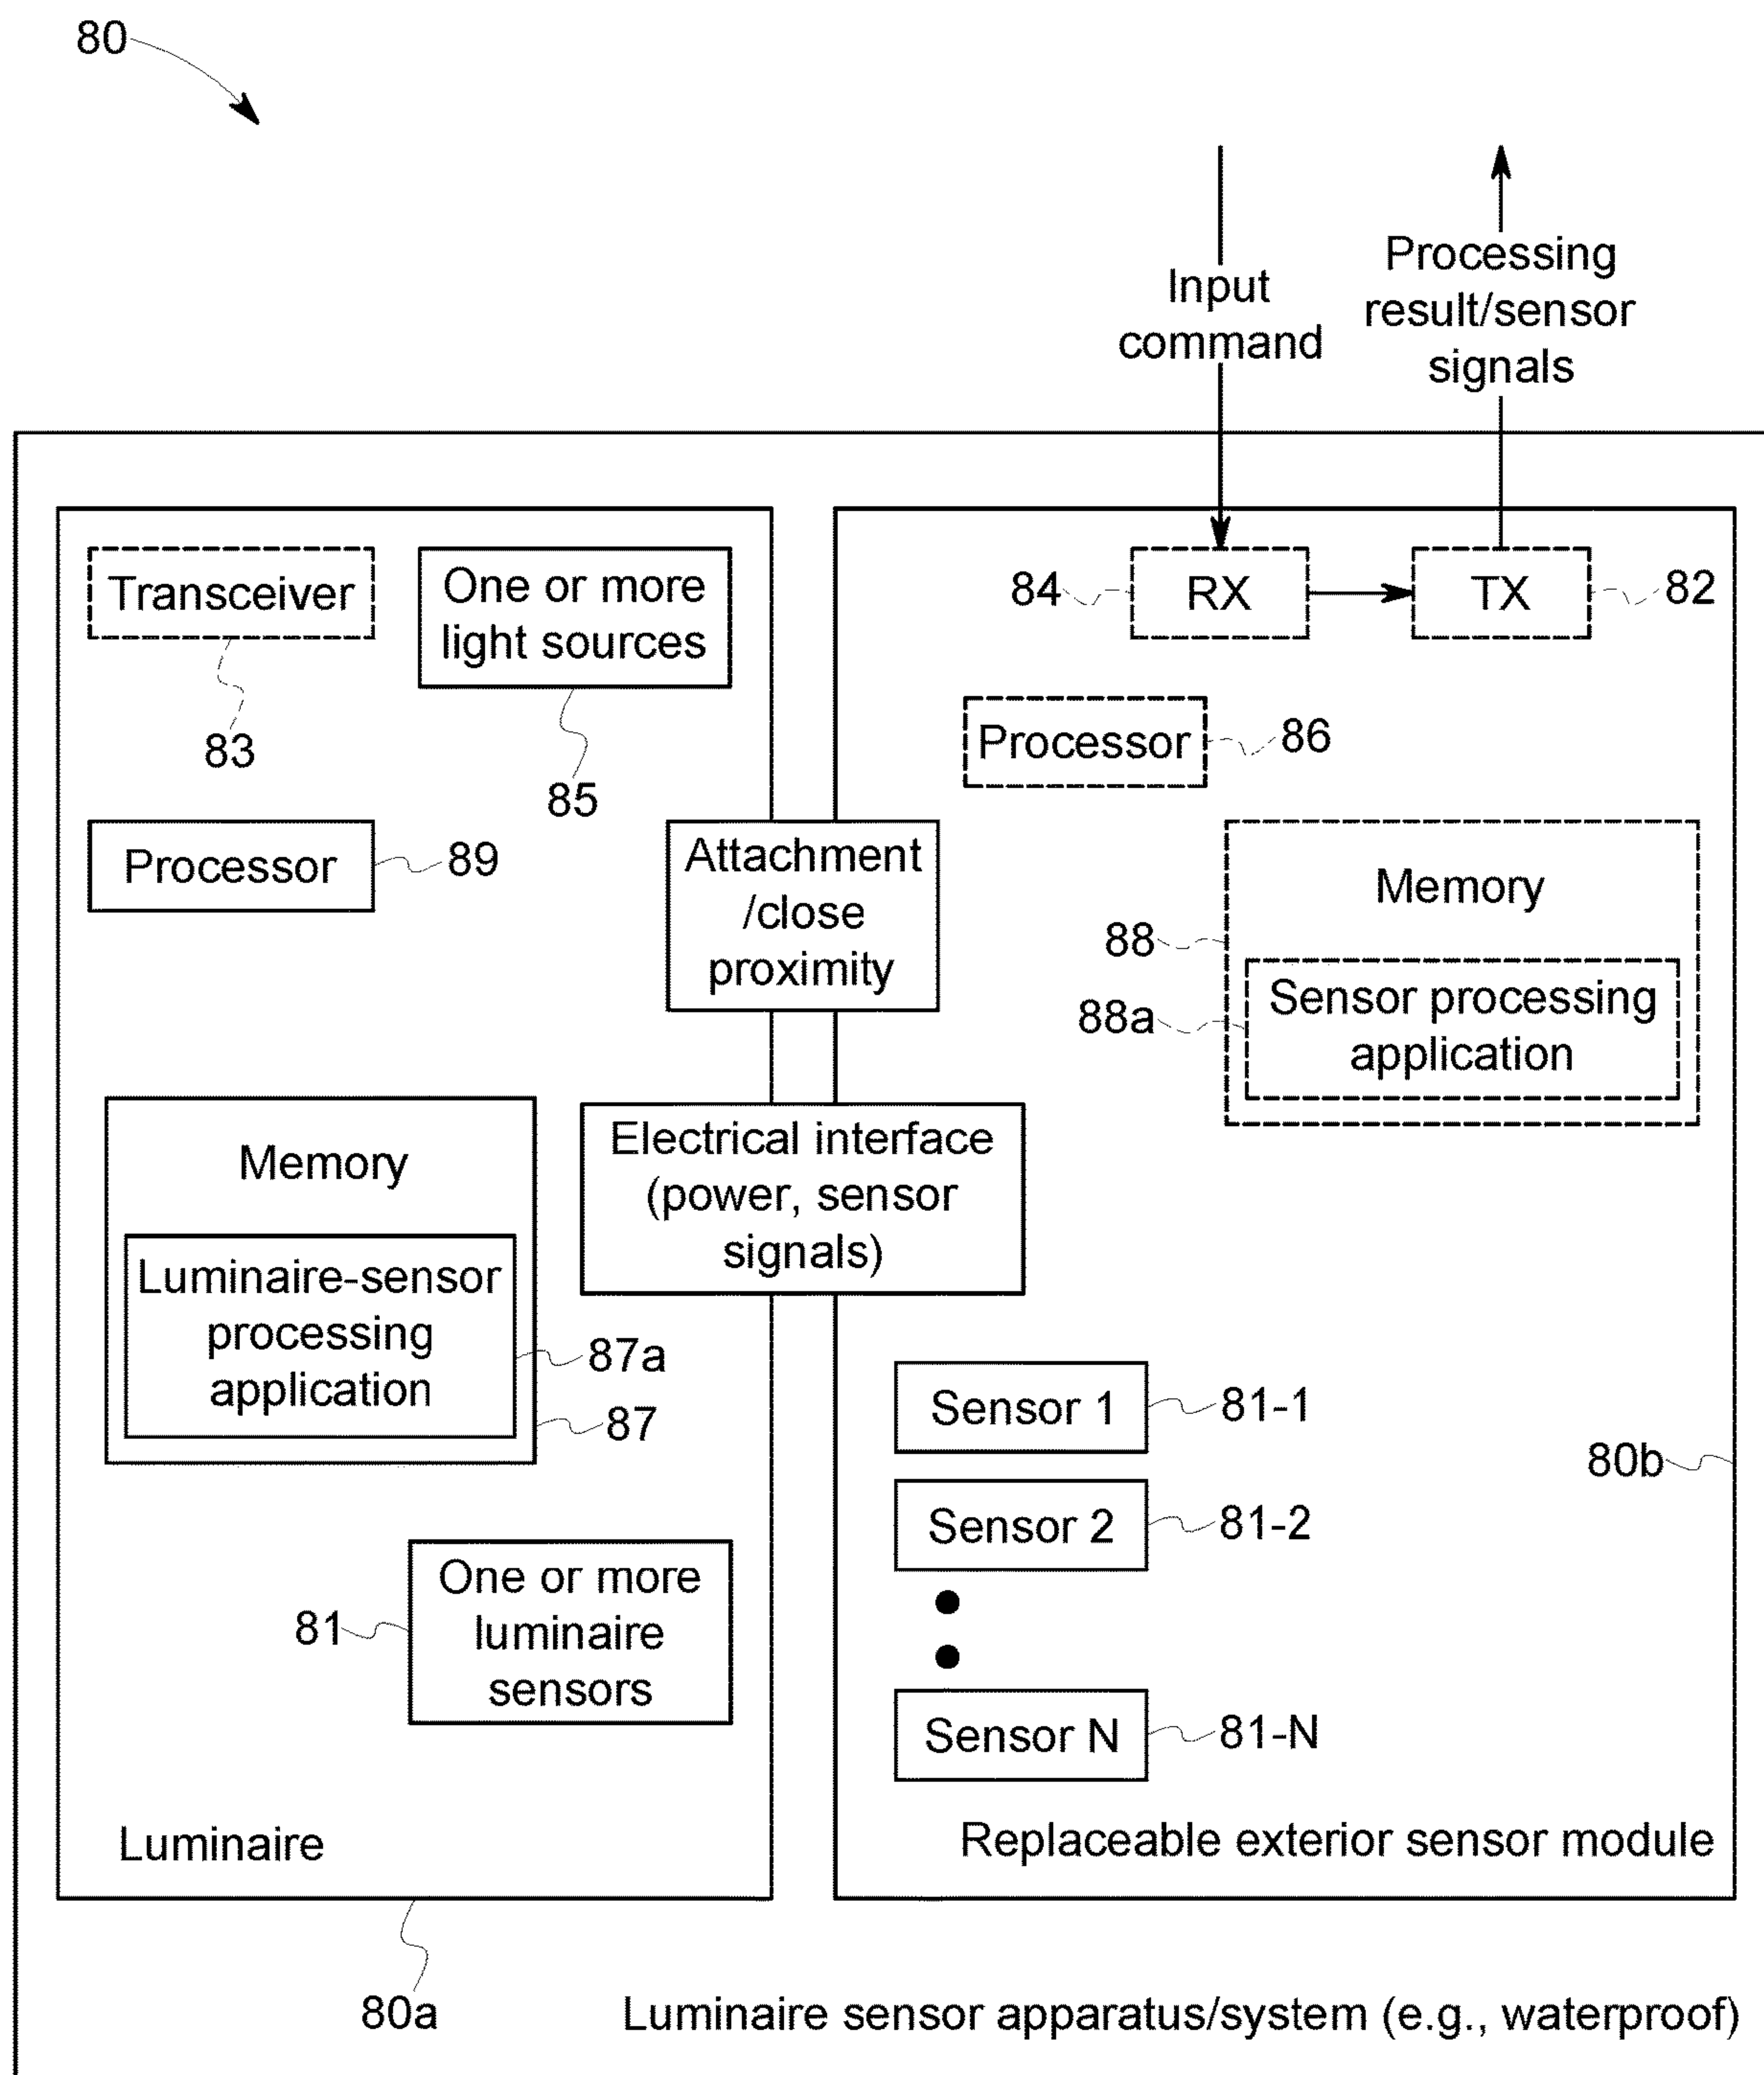 80
Input
command
Processing
result/sensor
signals
Transceiver
83
One or more
light sources
85
Processor
89
Memory
Luminaire-sensor
processing
application
87a
87
One or more
luminaire
sensors
81
Luminaire
80a
Attachment
/close
proximity
Electrical interface
(power, sensor
signals)
84
RX
TX
82
Processor
86
Memory
88
88a
Sensor processing
application
Sensor 1
81-1
Sensor 2
81-2
Sensor N
81-N
80b
Replaceable exterior sensor module
Luminaire sensor apparatus/system (e.g., waterproof)